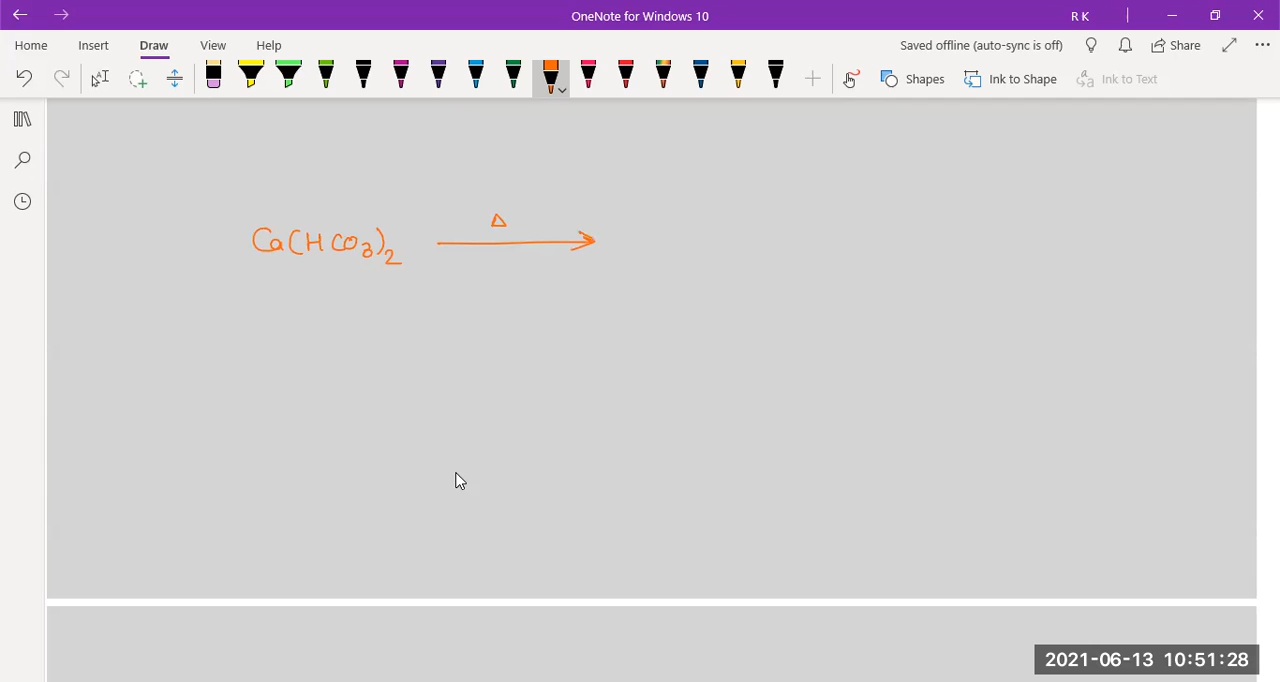 OneNote for Windows 10
R K
Home Insert Draw View Help
Saved offline (auto-sync is off) Share
Shapes Ink to Shape Ink to Text
Δ
Ca(HCO3)2
2021-06-13 10:51:28